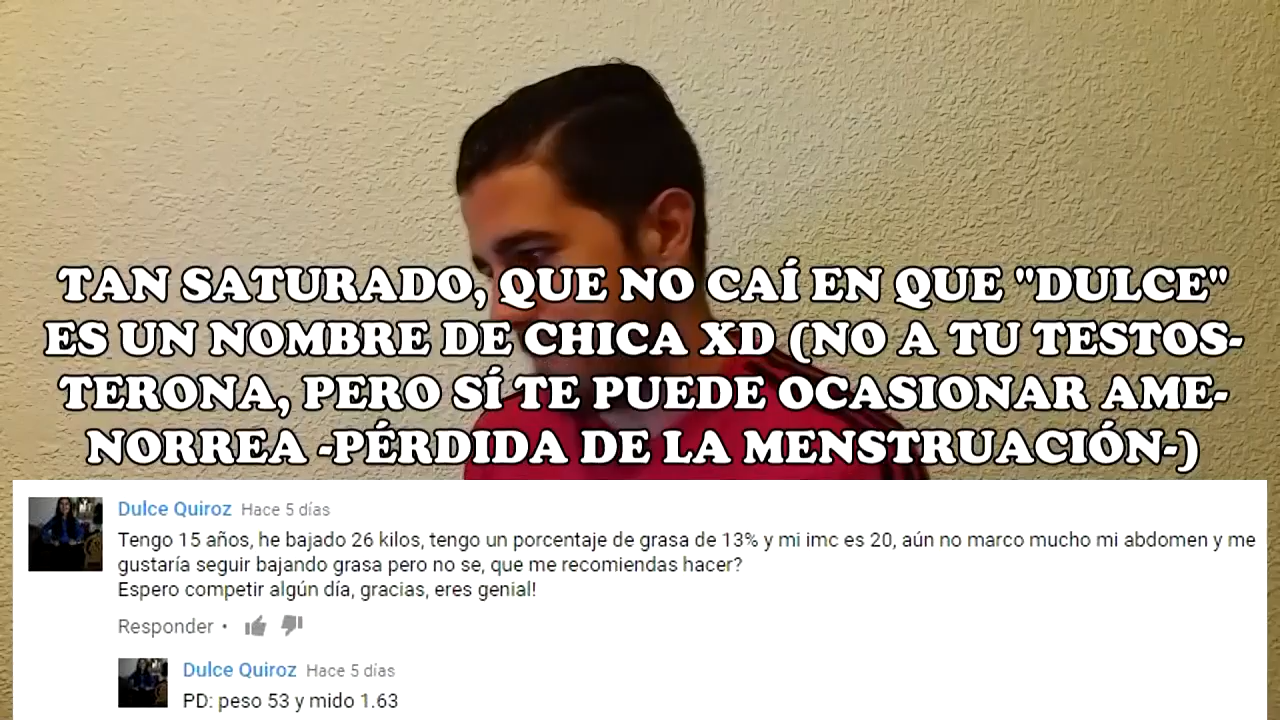 TAN SATURADO, QUE NO CAÍ EN QUE "DULCE"
ES UN NOMBRE DE CHICA XD (NO A TU TESTOS-
TERONA, PERO SÍ TE PUEDE OCASIONAR AME-
NORREA -PÉRDIDA DE LA MENSTRUACIÓN-)
Dulce Quiroz Hace 5 días
Tengo 15 años, he bajado 26 kilos, tengo un porcentaje de grasa de 13% y mi imc es 20, aún no marco mucho mi abdomen y me
gustaría seguir bajando grasa pero no se, que me recomiendas hacer?
Espero competir algún día, gracias, eres genial!
Responder •
Dulce Quiroz Hace 5 días
PD: peso 53 y mido 1.63